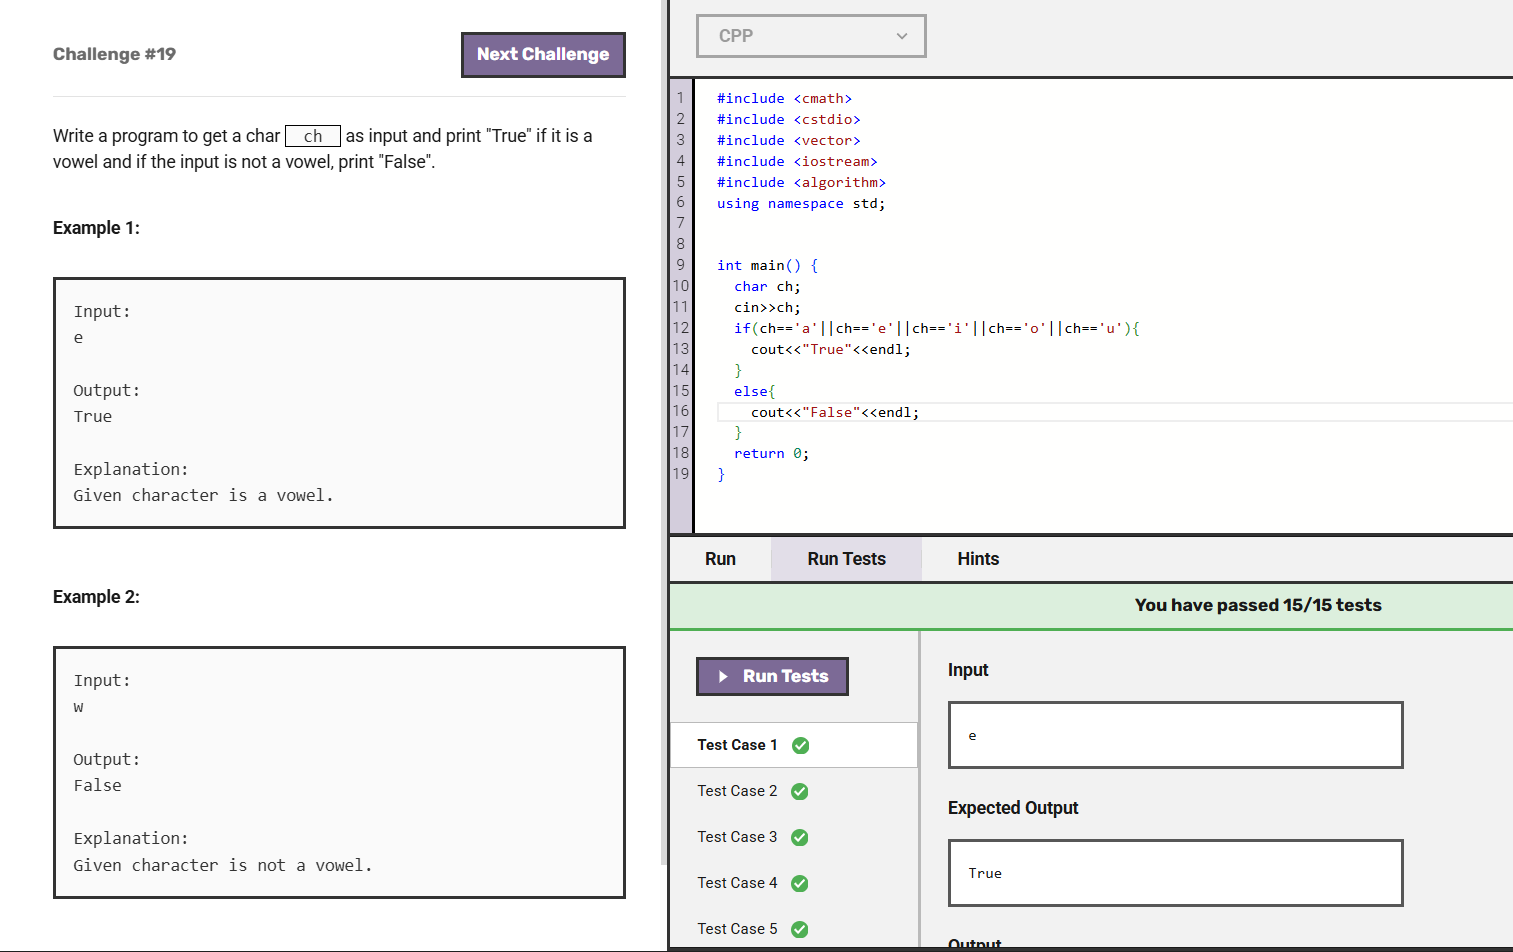 Challenge #19
Next Challenge
Write a program to get a char ch as input and print "True" if it is a
vowel and if the input is not a vowel, print "False".
Example 1:
Input:
e
Output:
True
Explanation:
Given character is a vowel.
Example 2:
Input:
w
Output:
False
Explanation:
Given character is not a vowel.
CPP
1 #include <cmath>
2 #include <cstdio>
3 #include <vector>
4 #include <iostream>
5 #include <algorithm>
6 using namespace std;
7
8
9 int main() {
10 char ch;
11 cin>>ch;
12 if(ch=='a'||ch=='e'||ch=='i'||ch=='o'||ch=='u'){
13 cout<<"True"<<endl;
14 }
15 else{
16 cout<<"False"<<endl;
17 }
18 return 0;
19 }
Run Run Tests Hints
You have passed 15/15 tests
Run Tests
Test Case 1
Test Case 2
Test Case 3
Test Case 4
Test Case 5
Input
e
Expected Output
True
Output